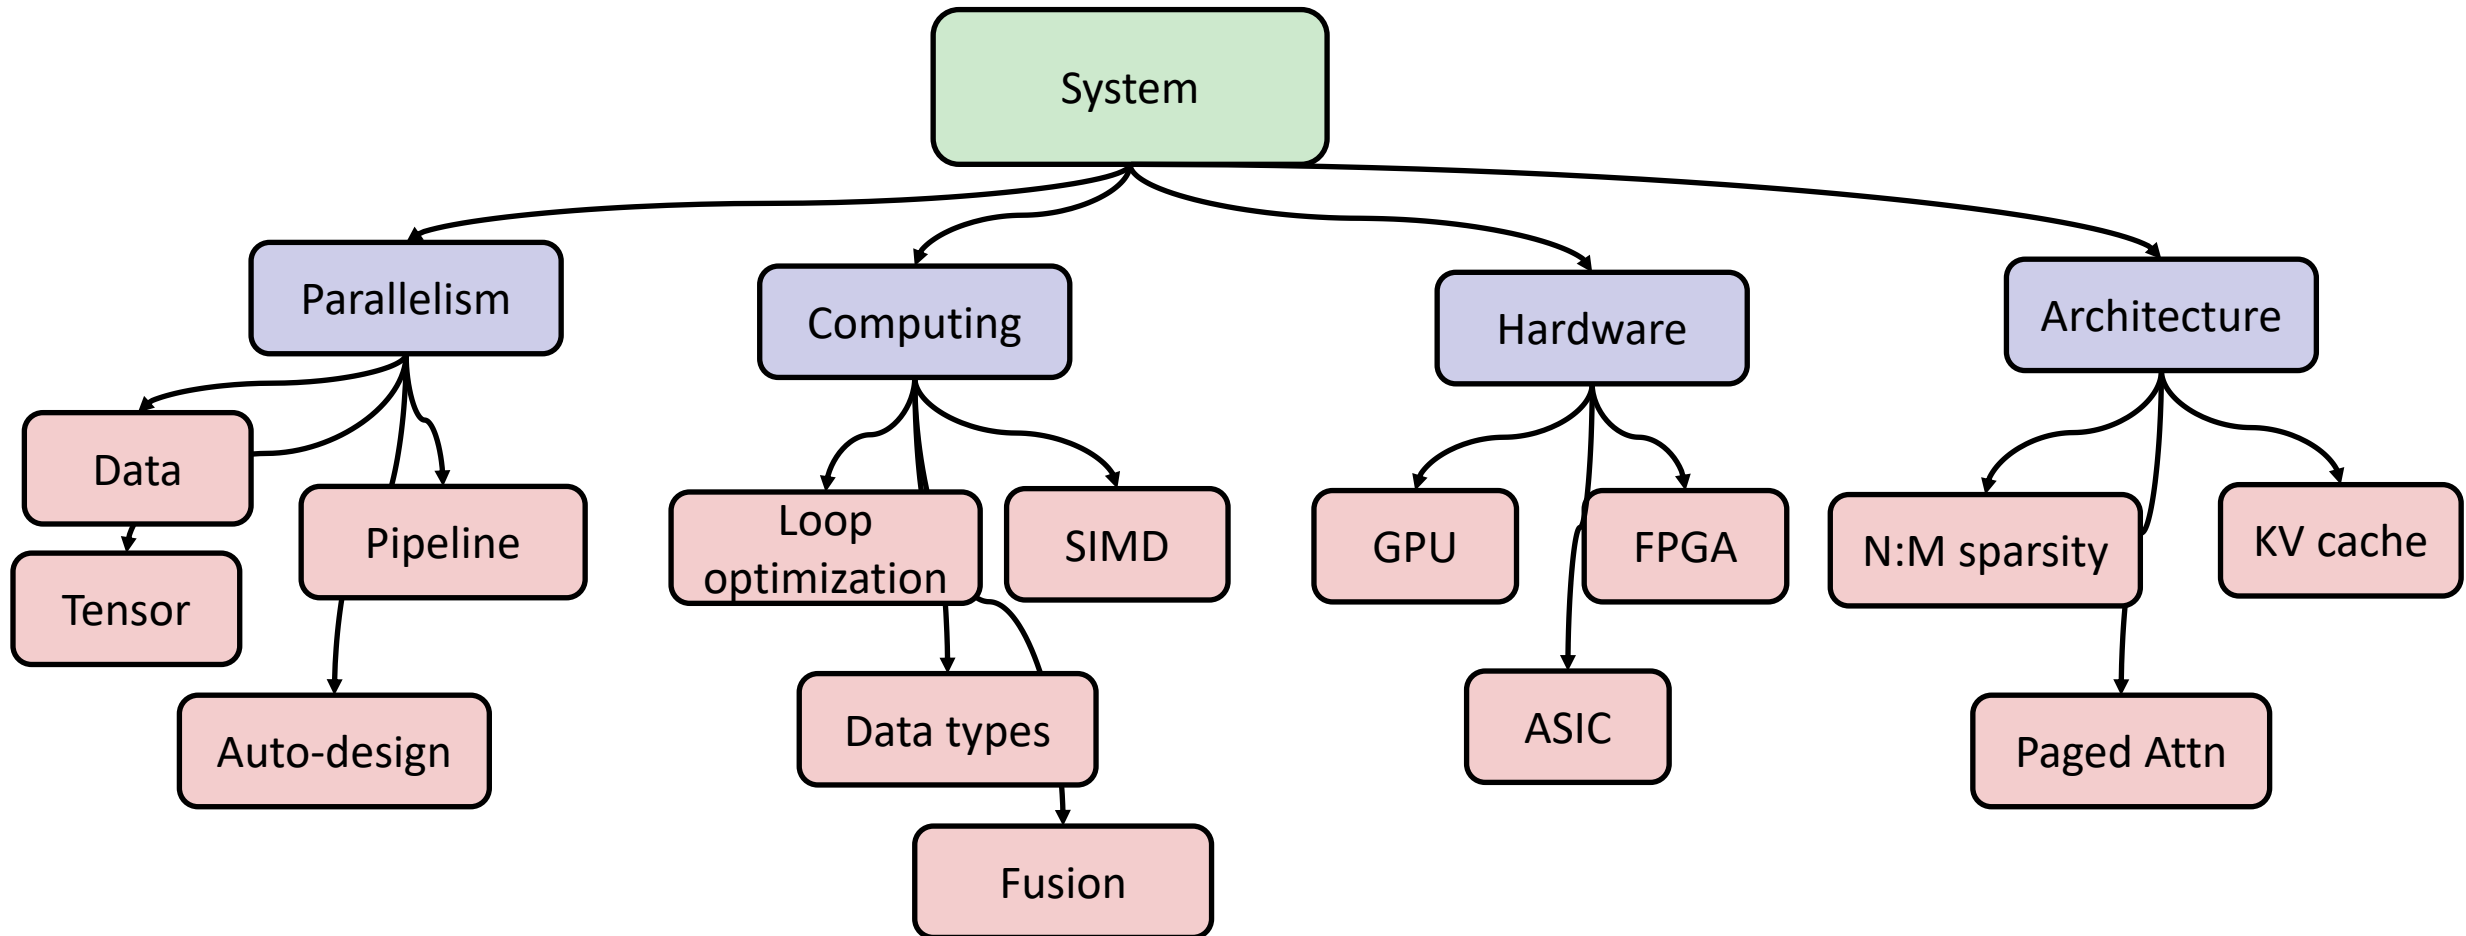 System
Parallelism
Computing
Hardware
Architecture
Data
Pipeline
Tensor
Auto-design
Loop
optimization
SIMD
Data types
Fusion
GPU
FPGA
ASIC
N:M sparsity
KV cache
Paged Attn